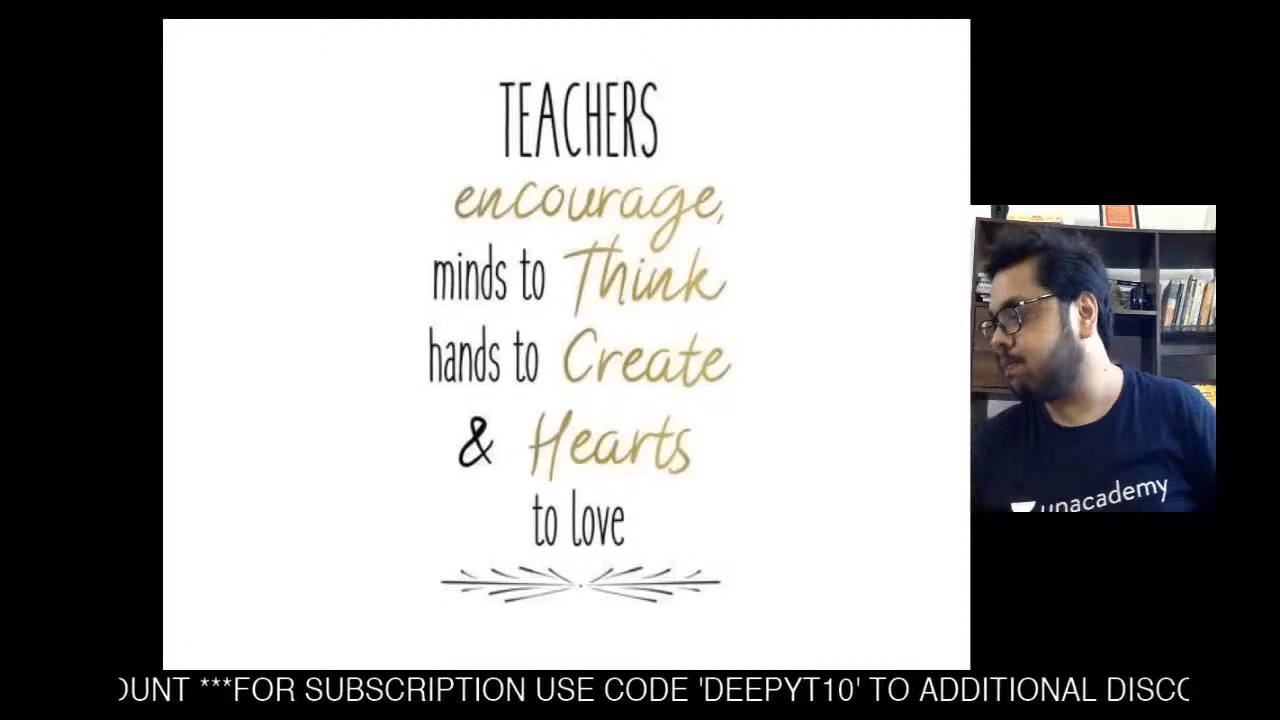 TEACHERS
encourage,
minds to Think
hands to Create
& Hearts
to love
unacademy
OUNT ***FOR SUBSCRIPTION USE CODE 'DEEPYT10' TO ADDITIONAL DISCO